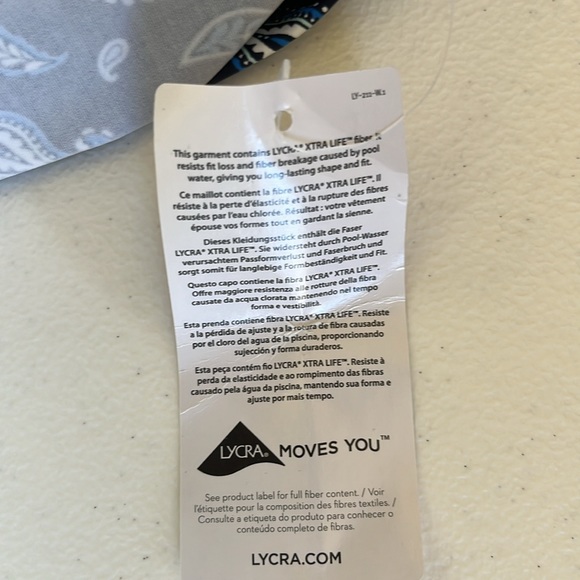 LY-211-W.1
This garment contains LYCRA® XTRA LIFE™ fiber. It
resists fit loss and fiber breakage caused by pool
water, giving you long-lasting shape and fit.
Ce maillot contient la fibre LYCRA® XTRA LIFE™. Il
résiste à la perte d'élasticité et à la rupture des fibres
causées par l'eau chlorée. Résultat : votre vêtement
épouse vos formes tout en gardant la sienne.
Dieses Kleidungsstück enthält die Faser
LYCRA® XTRA LIFE™. Sie widersteht durch Pool-Wasser
verursachtem Passformverlust und Faserbruch und
sorgt somit für langlebige Formbeständigkeit und Fit.
Questo capo contiene la fibra LYCRA® XTRA LIFE™.
Offre maggiore resistenza alle rotture della fibra
causate da acqua clorata mantenendo nel tempo
forma e vestibilità.
Esta prenda contiene fibra LYCRA® XTRA LIFE™. Resiste
a la pérdida de ajuste y a la rotura de fibra causadas
por el cloro del agua de la piscina, proporcionando
sujección y forma duraderos.
Esta peça contém fio LYCRA® XTRA LIFE™. Resiste à
perda da elasticidade e ao rompimento das fibras
causado pela água da piscina, mantendo sua forma e
ajuste por mais tempo.
LYCRA® MOVES YOU™
See product label for full fiber content. / Voir
l'étiquette pour la composition des fibres textiles. /
Consulte a etiqueta do produto para conhecer o
conteúdo completo de fibras.
LYCRA.COM